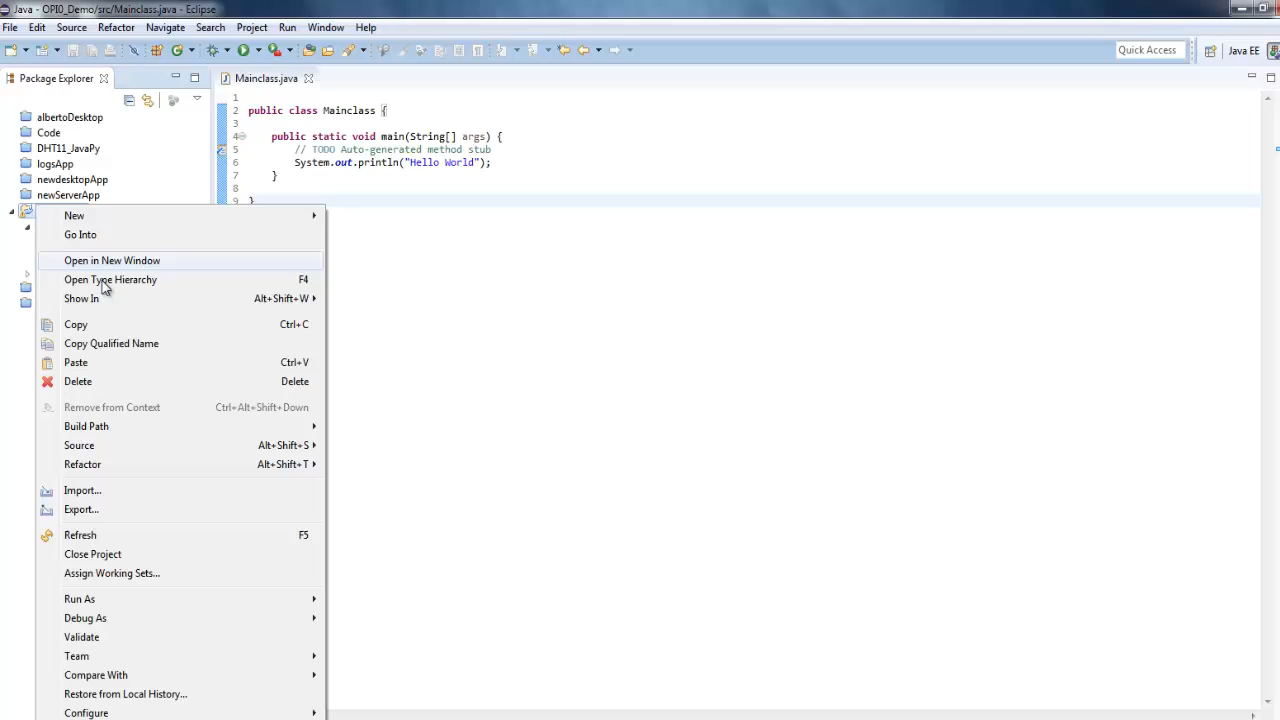 Java - OPI0_Demo/src/Mainclass.java - Eclipse
File Edit Source Refactor Navigate Search Project Run Window Help
Quick Access Java EE
Package Explorer
Mainclass.java
albertoDesktop
Code
DHT11_JavaPy
logsApp
newdesktopApp
newServerApp
1
2 public class Mainclass {
3
4 public static void main(String[] args) {
5 // TODO Auto-generated method stub
6 System.out.println("Hello World");
7 }
8
9 }
New
Go Into
Open in New Window
Open Type Hierarchy F4
Show In Alt+Shift+W
Copy Ctrl+C
Copy Qualified Name
Paste Ctrl+V
Delete Delete
Remove from Context Ctrl+Alt+Shift+Down
Build Path
Source Alt+Shift+S
Refactor Alt+Shift+T
Import...
Export...
Refresh F5
Close Project
Assign Working Sets...
Run As
Debug As
Validate
Team
Compare With
Restore from Local History...
Configure